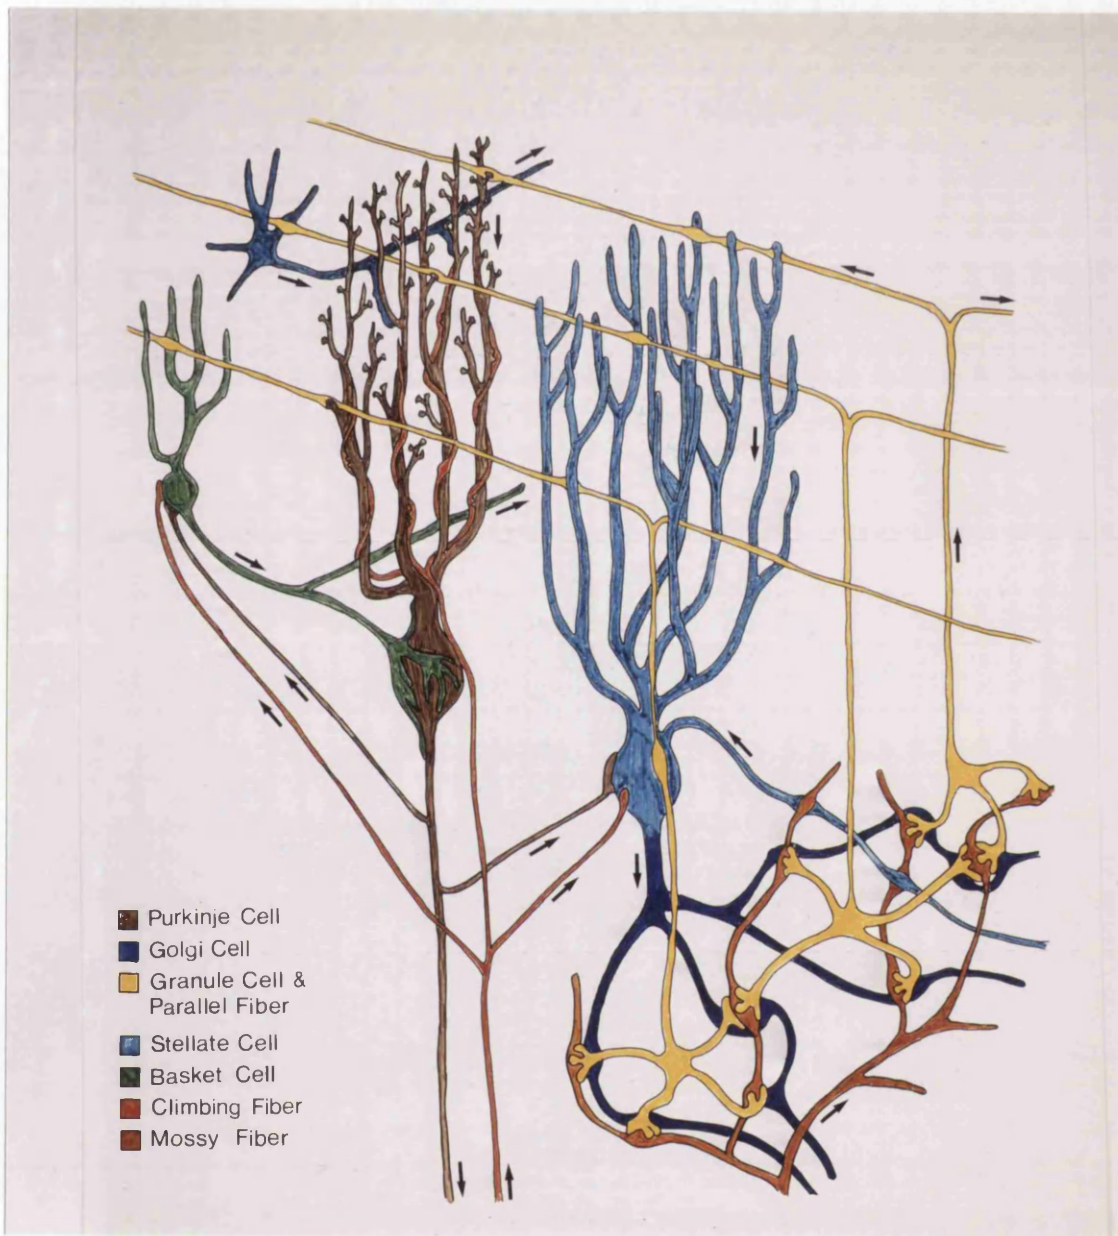 Purkinje Cell
Golgi Cell
Granule Cell &
Parallel Fiber
Stellate Cell
Basket Cell
Climbing Fiber
Mossy Fiber